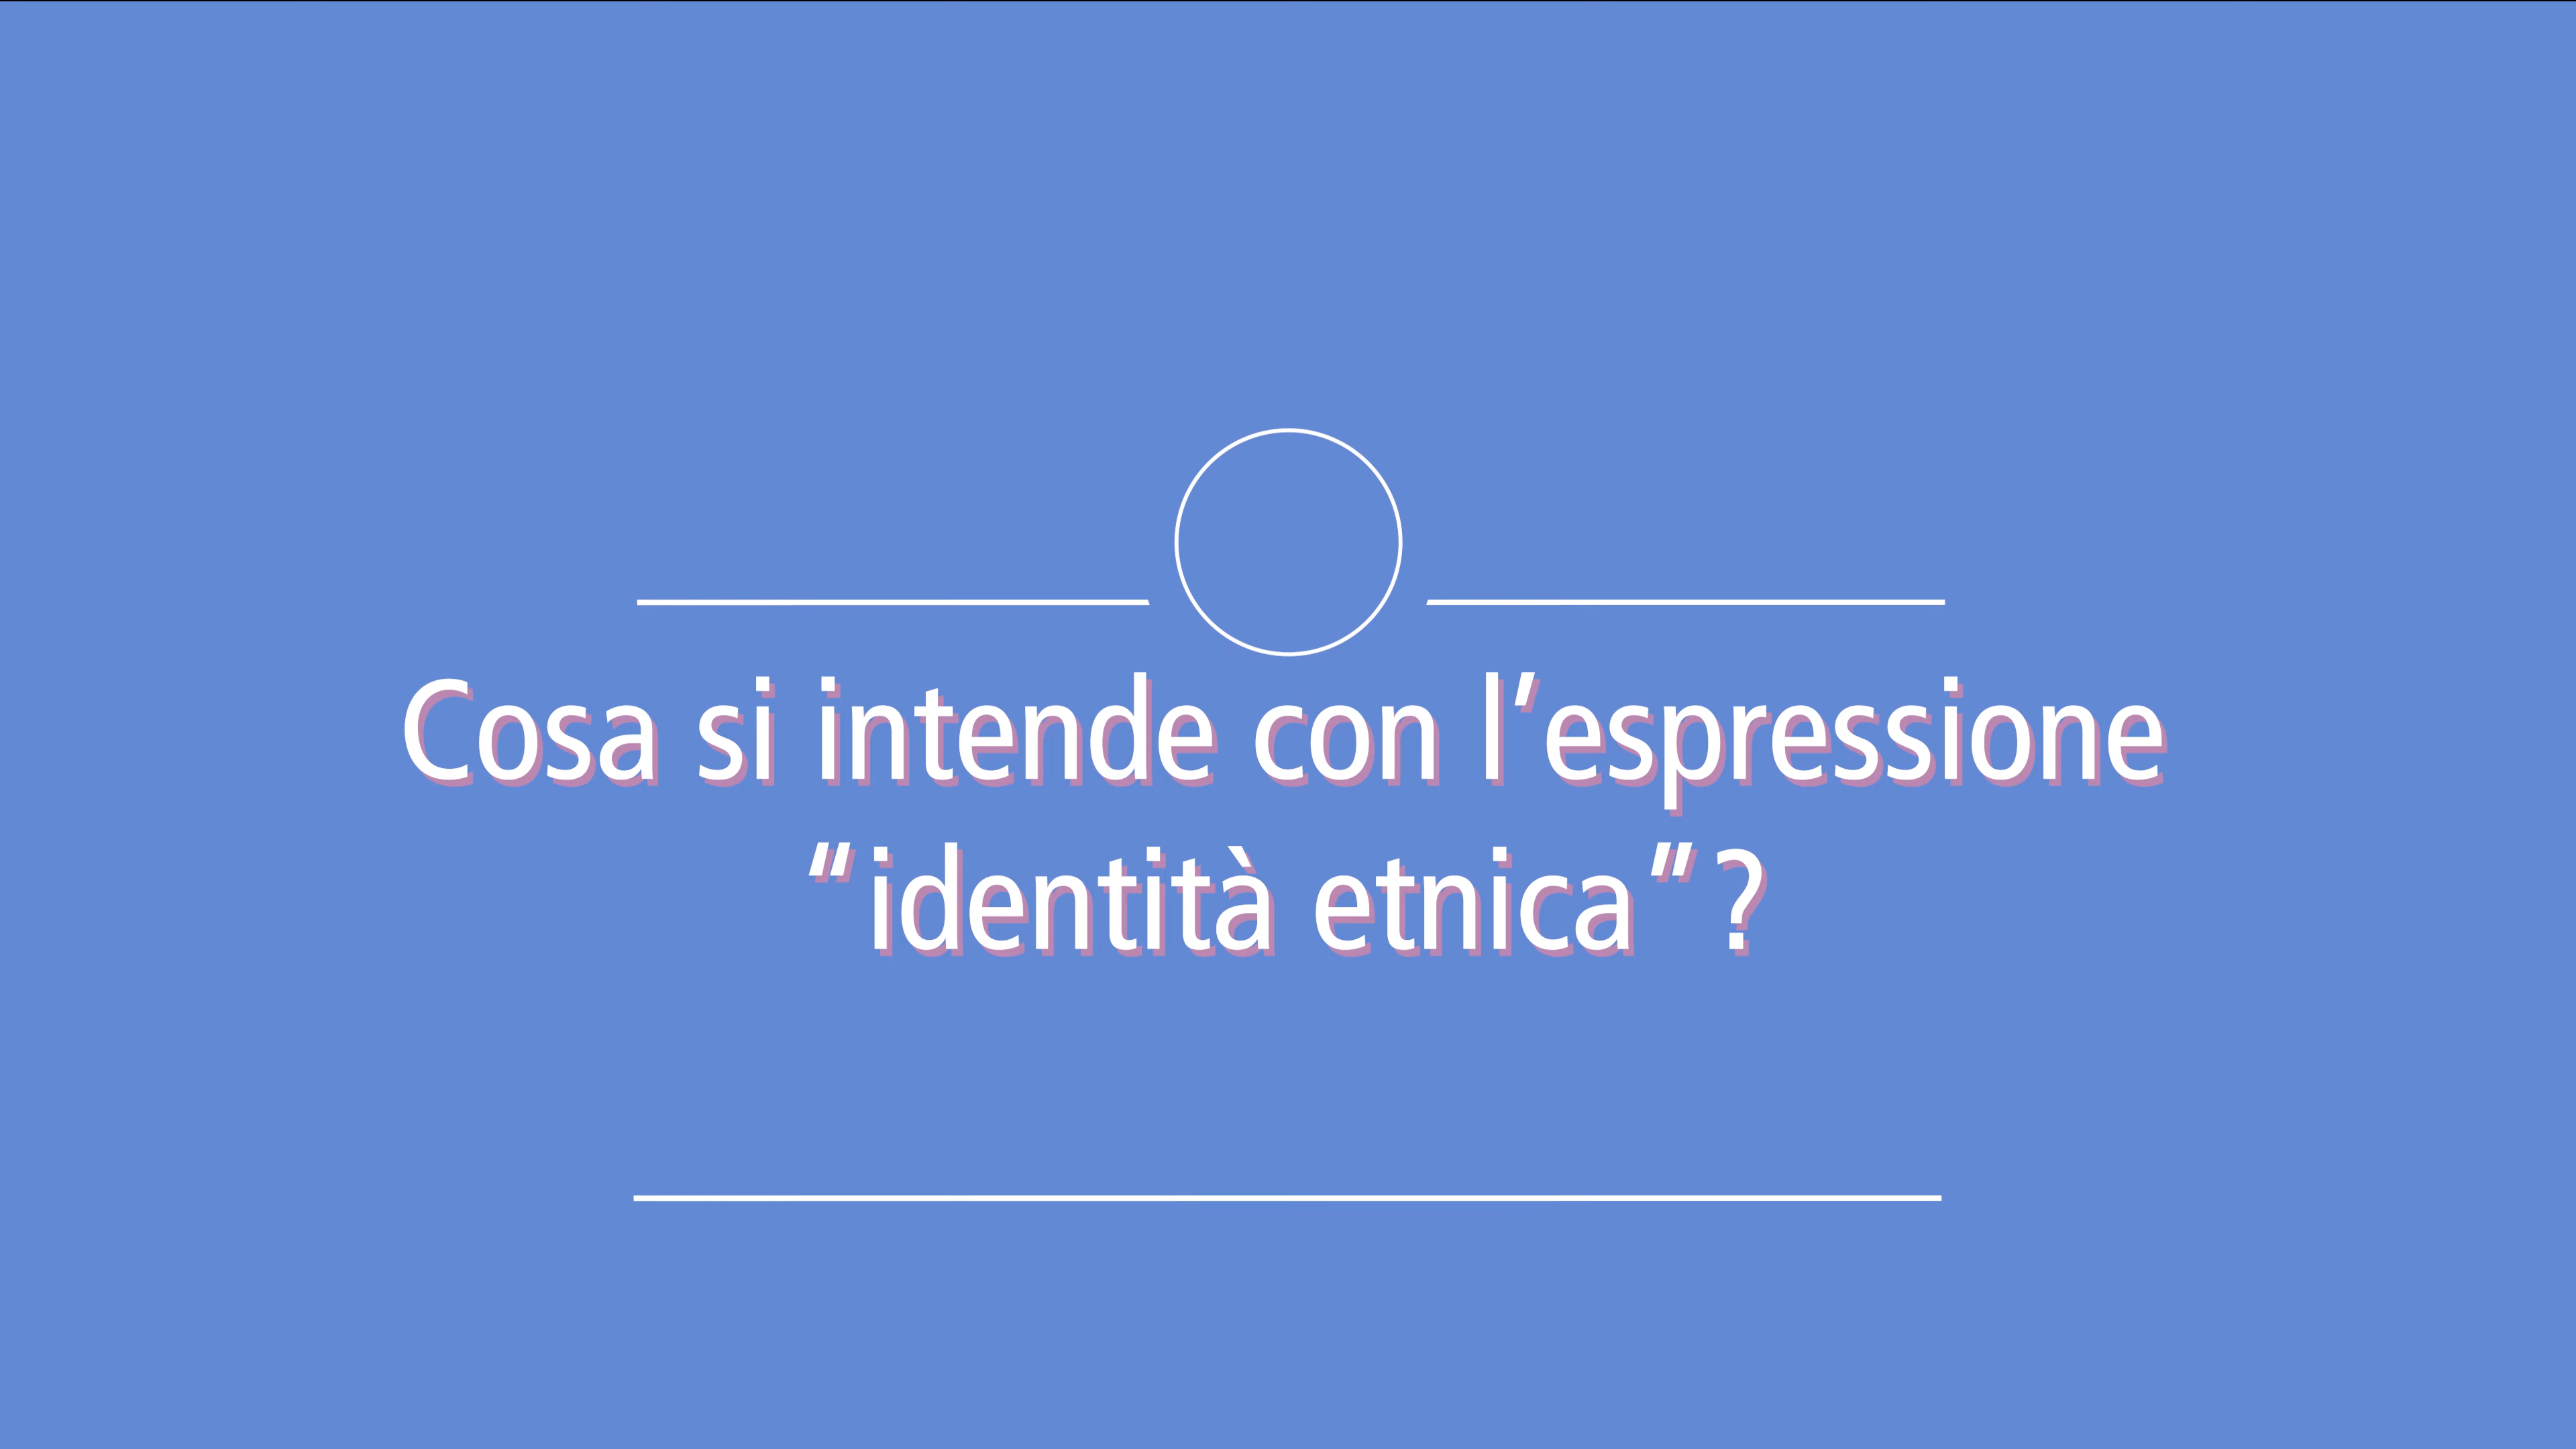 Cosa si intende con l’espressione
“identità etnica”?